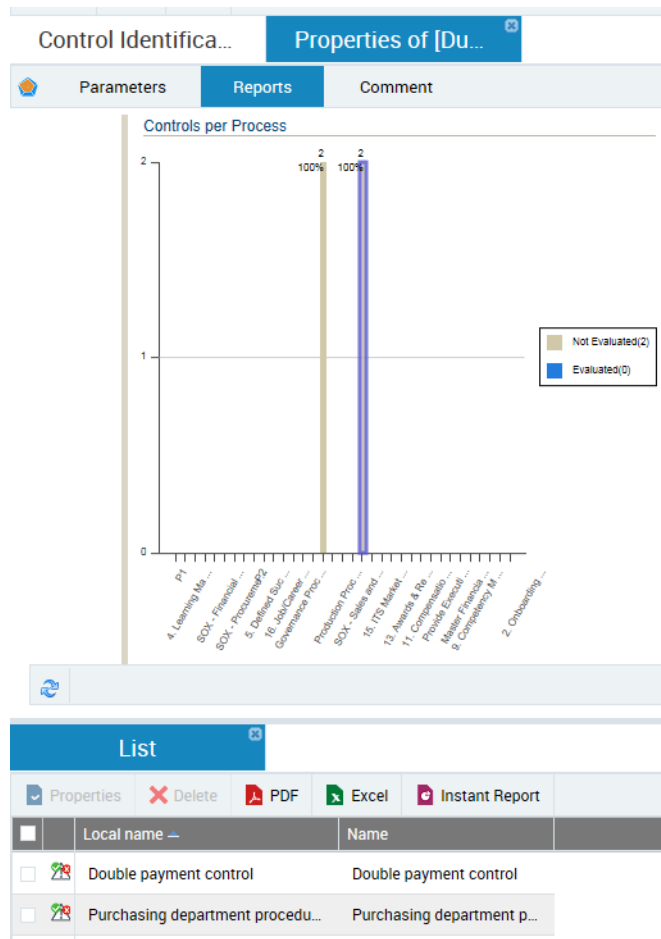 Control Identifica... Properties of [Du...
Parameters Reports Comment
Controls per Process
2 2
2 100% 100%
Not Evaluated(2)
1
Evaluated(0)
0
P1
4. Learning Ma...
SOX - Financial ...
SOX - Procureme...
P2
5. Defined Suc ...
16. Job/Career ...
Governance Proc ...
Production Proc ...
SOX - Sales and ...
15. ITS Market ...
13. Awards & Re ...
11. Compensatio ...
Provide Executi ...
Master Financia ...
9. Competency M ...
2. Onboarding ...
List
Properties Delete PDF Excel Instant Report
Local name Name
Double payment control Double payment control
Purchasing department procedu... Purchasing department p...